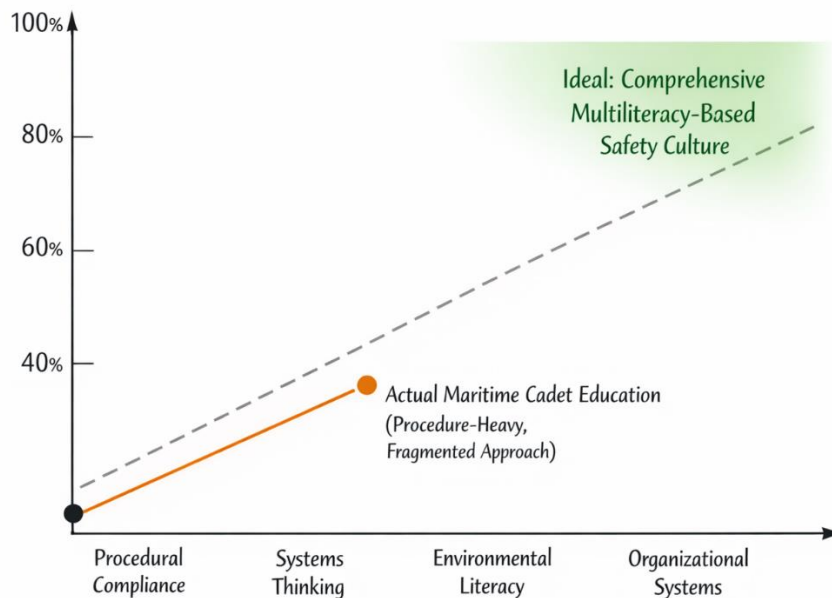 100%
Ideal: Comprehensive
Multiliteracy-Based
Safety Culture
80%
60%
40%
Actual Maritime Cadet Education
(Procedure-Heavy,
Fragmented Approach)
Procedural
Compliance
Systems
Thinking
Environmental
Literacy
Organizational
Systems